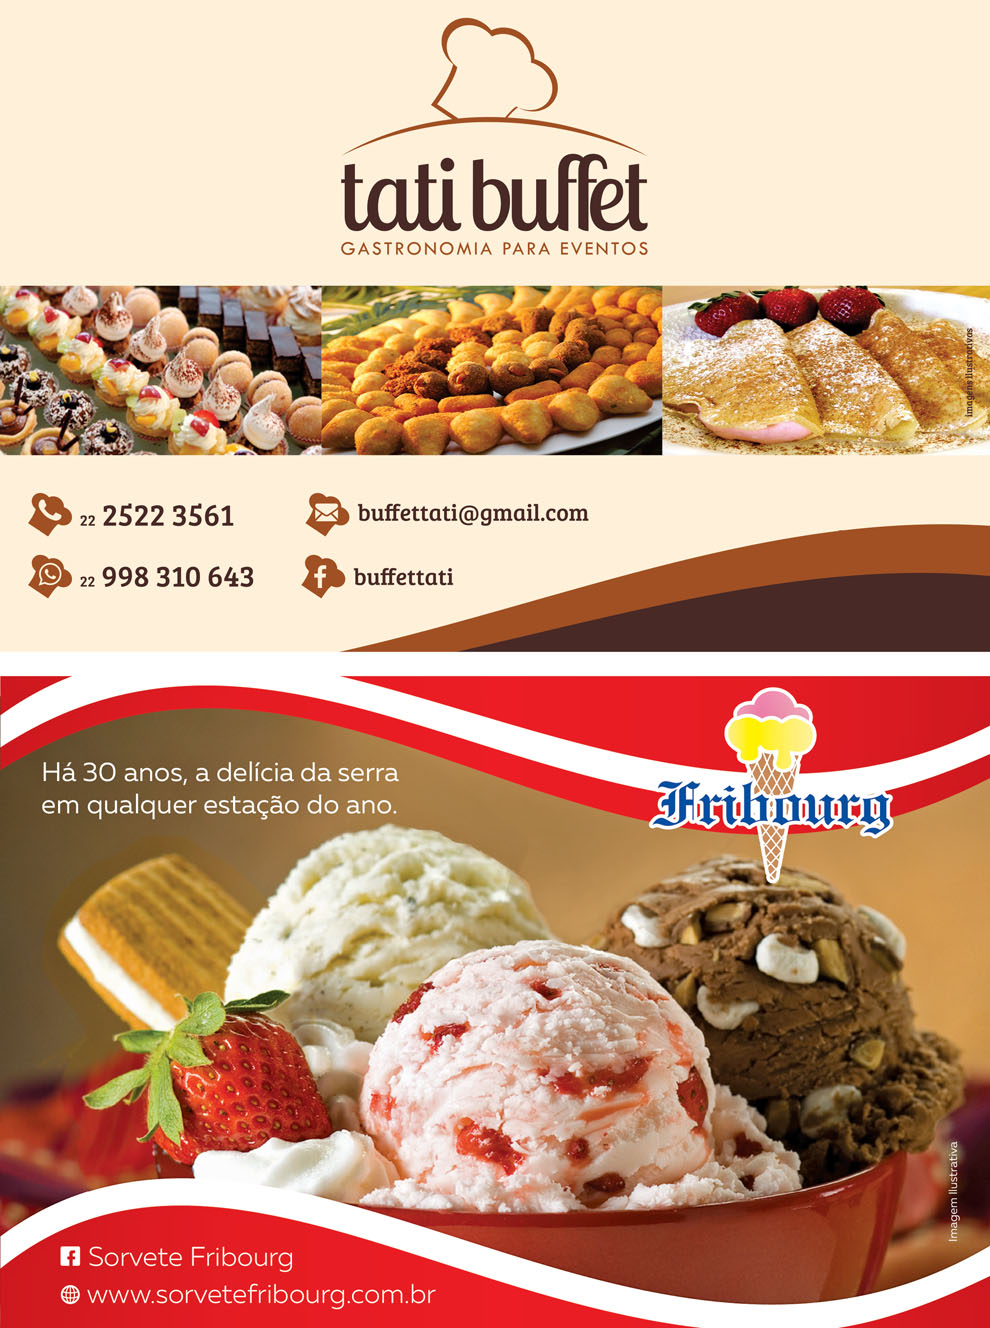 tati buffet
GASTRONOMIA PARA EVENTOS
Imagens Ilustrativos
22 2522 3561
buffettati@gmail.com
22 998 310 643
buffettati
Há 30 anos, a delícia da serra
em qualquer estação do ano.
Fribourg
Imagem Ilustrativa
Sorvete Fribourg
www.sorvetefribourg.com.br